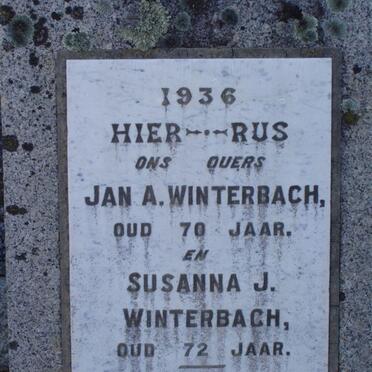 1936
HIER RUS
ONS OUERS
JAN A. WINTERBACH,
OUD 70 JAAR.
EN
SUSANNA J.
WINTERBACH,
OUD 72 JAAR.